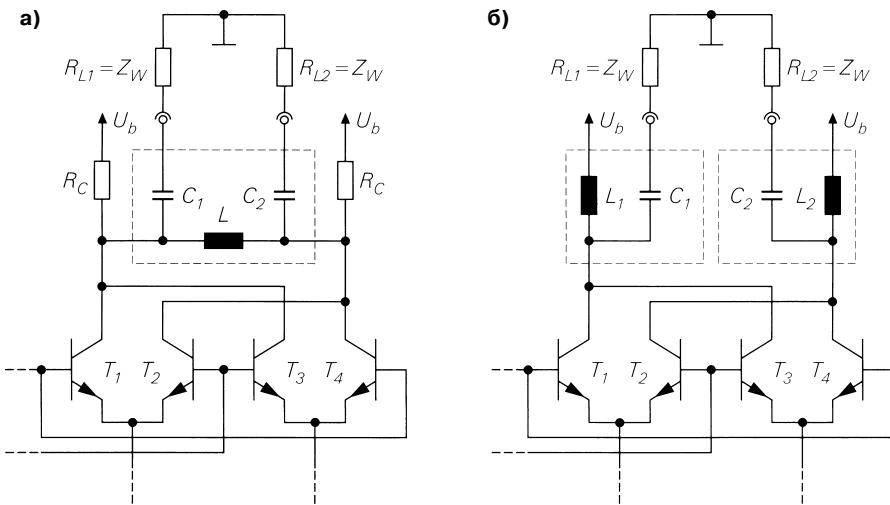 а)
R_L1 = Z_W
R_L2 = Z_W
U_b
U_b
R_C
C_1
C_2
R_C
L
T_1
T_2
T_3
T_4
б)
R_L1 = Z_W
R_L2 = Z_W
U_b
U_b
L_1
C_1
C_2
L_2
T_1
T_2
T_3
T_4